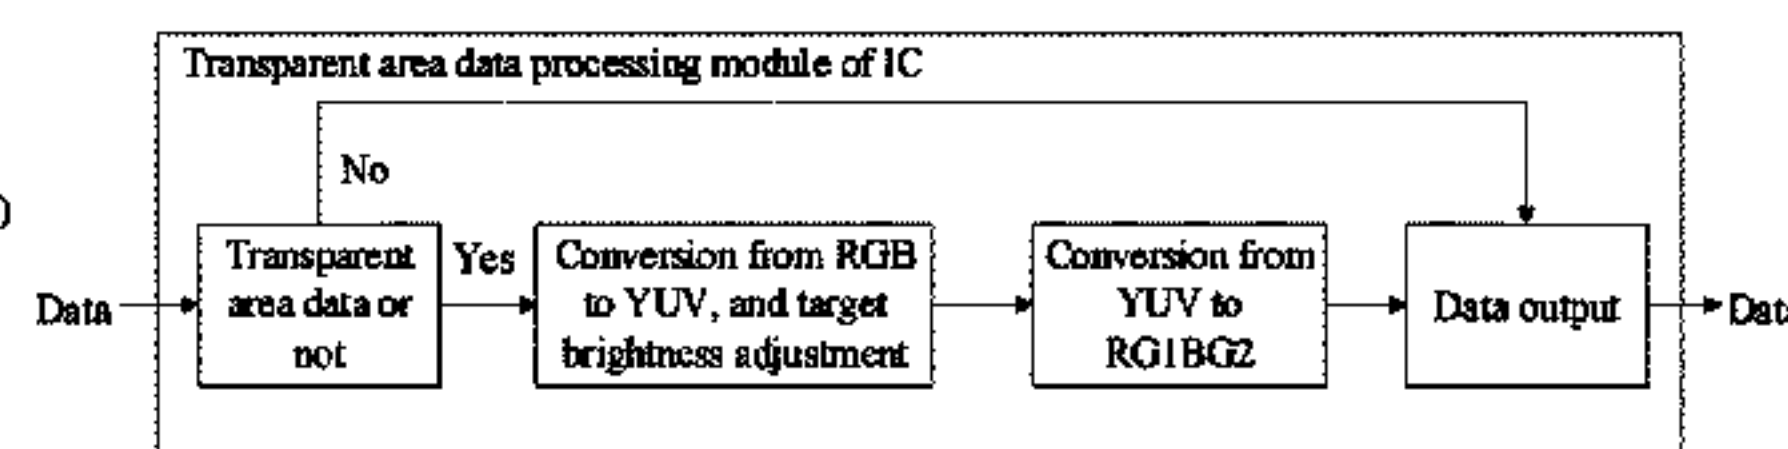 Transparent area data processing module of IC
No
Transparent
area data or
not
Yes
Conversion from RGB
to YUV, and target
brightness adjustment
Conversion from
YUV to
RG1BG2
Data output
Data